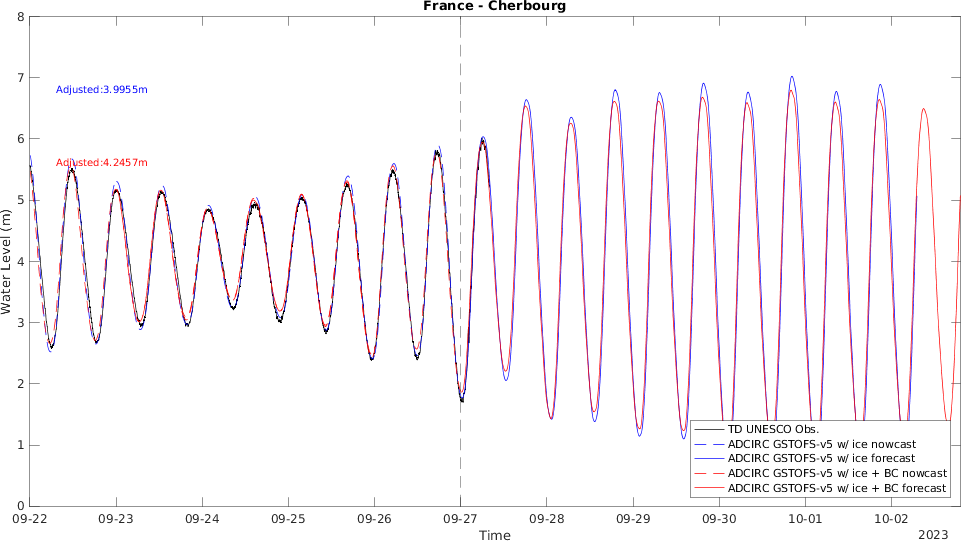 France - Cherbourg
8
7
6
5
4
3
2
1
0
Water Level (m)
Adjusted:3.9955m
Adjusted:4.2457m
TD UNESCO Obs.
ADCIRC GSTOFS-v5 w/ ice nowcast
ADCIRC GSTOFS-v5 w/ ice forecast
ADCIRC GSTOFS-v5 w/ ice + BC nowcast
ADCIRC GSTOFS-v5 w/ ice + BC forecast
09-22 09-23 09-24 09-25 09-26 09-27 09-28 09-29 09-30 10-01 10-02
Time
2023